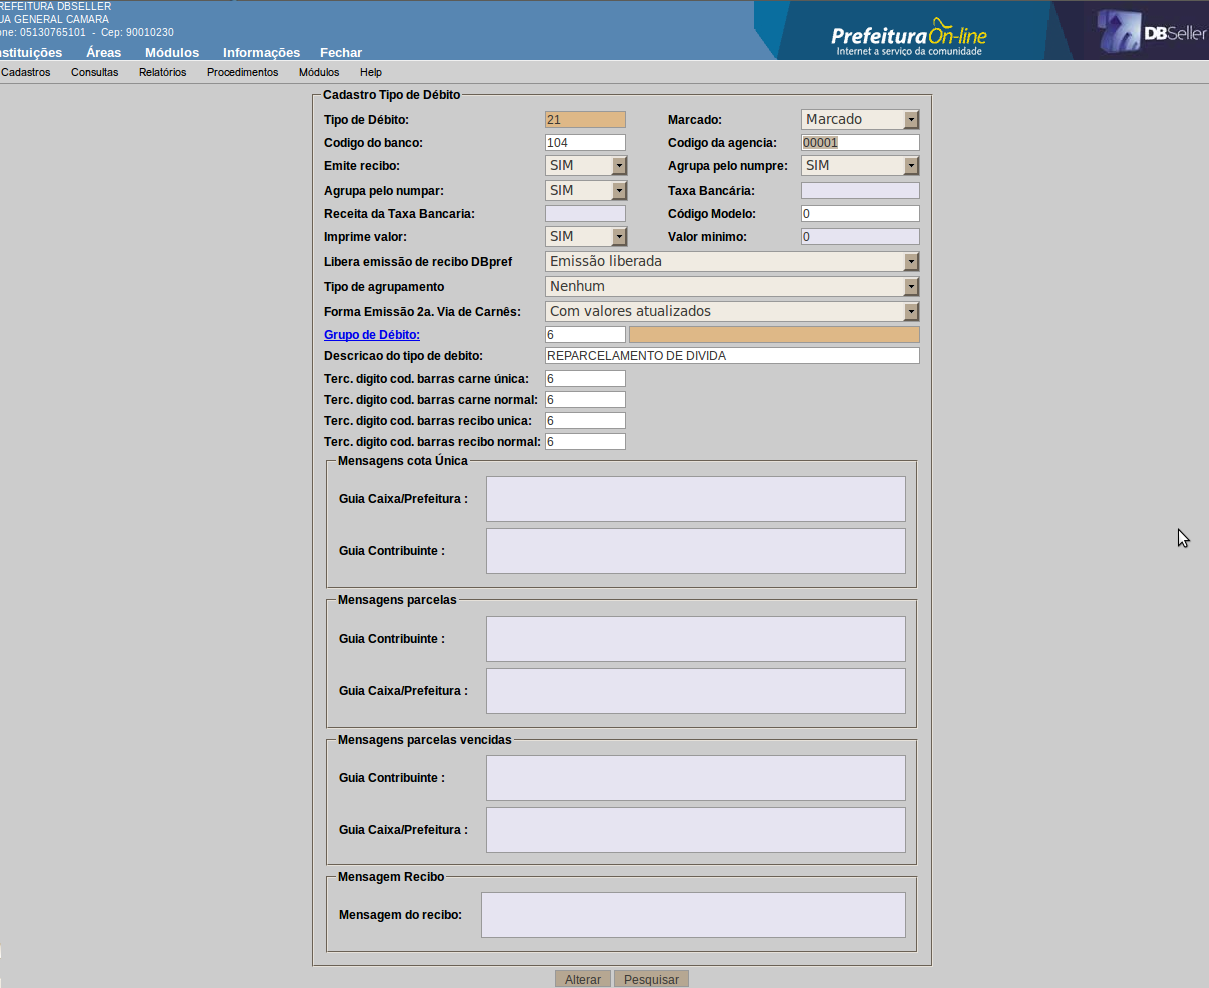 REFEITURA DBSELLER
UA GENERAL CAMARA
one: 05130765101 - Cep: 90010230
PrefeituraOn-line
Internet a serviço da comunidade
DBSeller
nstituições Áreas Módulos Informações Fechar
Cadastros Consultas Relatórios Procedimentos Módulos Help
Cadastro Tipo de Débito
Tipo de Débito: 21 Marcado: Marcado
Codigo do banco: 104 Codigo da agencia: 00001
Emite recibo: SIM Agrupa pelo numpre: SIM
Agrupa pelo numpar: SIM Taxa Bancária:
Receita da Taxa Bancaria: Código Modelo: 0
Imprime valor: SIM Valor minimo: 0
Libera emissão de recibo DBpref Emissão liberada
Tipo de agrupamento Nenhum
Forma Emissão 2a. Via de Carnês: Com valores atualizados
Grupo de Débito: 6
Descricao do tipo de debito: REPARCELAMENTO DE DIVIDA
Terc. digito cod. barras carne única: 6
Terc. digito cod. barras carne normal: 6
Terc. digito cod. barras recibo unica: 6
Terc. digito cod. barras recibo normal: 6
Mensagens cota Única
Guia Caixa/Prefeitura :
Guia Contribuinte :
Mensagens parcelas
Guia Contribuinte :
Guia Caixa/Prefeitura :
Mensagens parcelas vencidas
Guia Contribuinte :
Guia Caixa/Prefeitura :
Mensagem Recibo
Mensagem do recibo:
Alterar Pesquisar